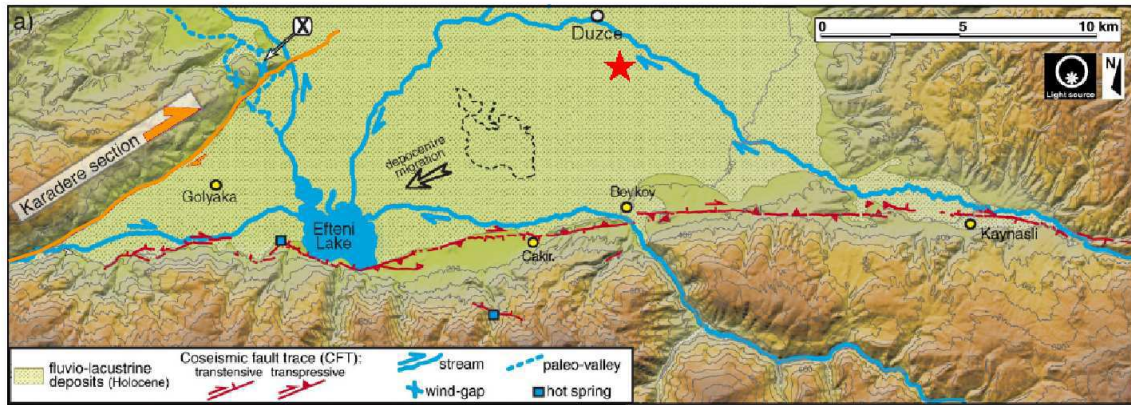 a)
X
Duzce
0 5 10 km
Light source
N
Karadere section
depocentre
migration
Golyaka
Beykoy
Efteni
Lake
Cakir.
Kaynasli
fluvio-lacustrine
deposits (Holocene)
Coseismic fault trace (CFT):
transtensive transpressive
stream
paleo-valley
wind-gap
hot spring